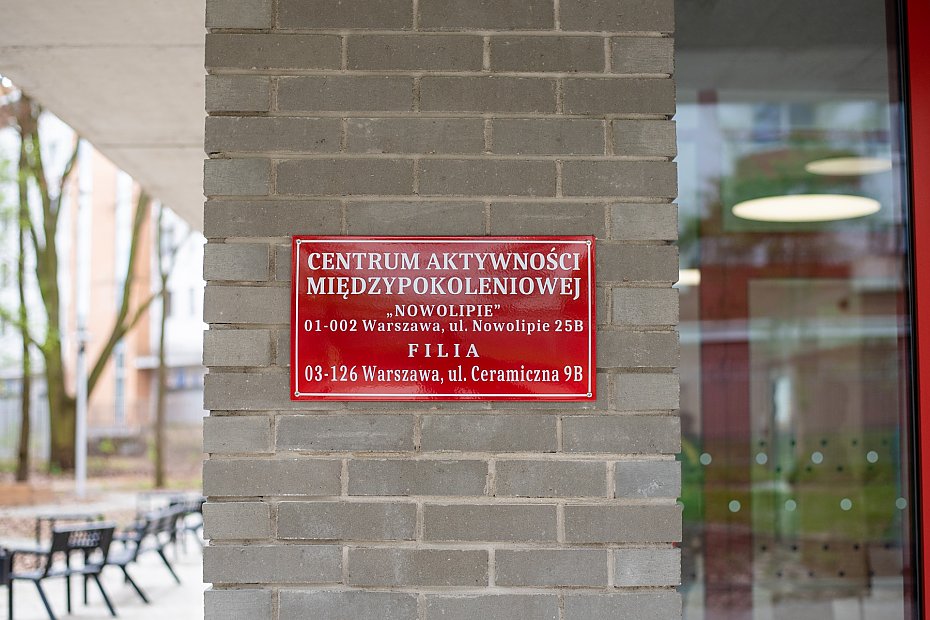 CENTRUM AKTYWNOŚCI
MIĘDZYPOKOLENIOWEJ
„NOWOLIPIE”
01-002 Warszawa, ul. Nowolipie 25B
FILIA
03-126 Warszawa, ul. Ceramiczna 9B